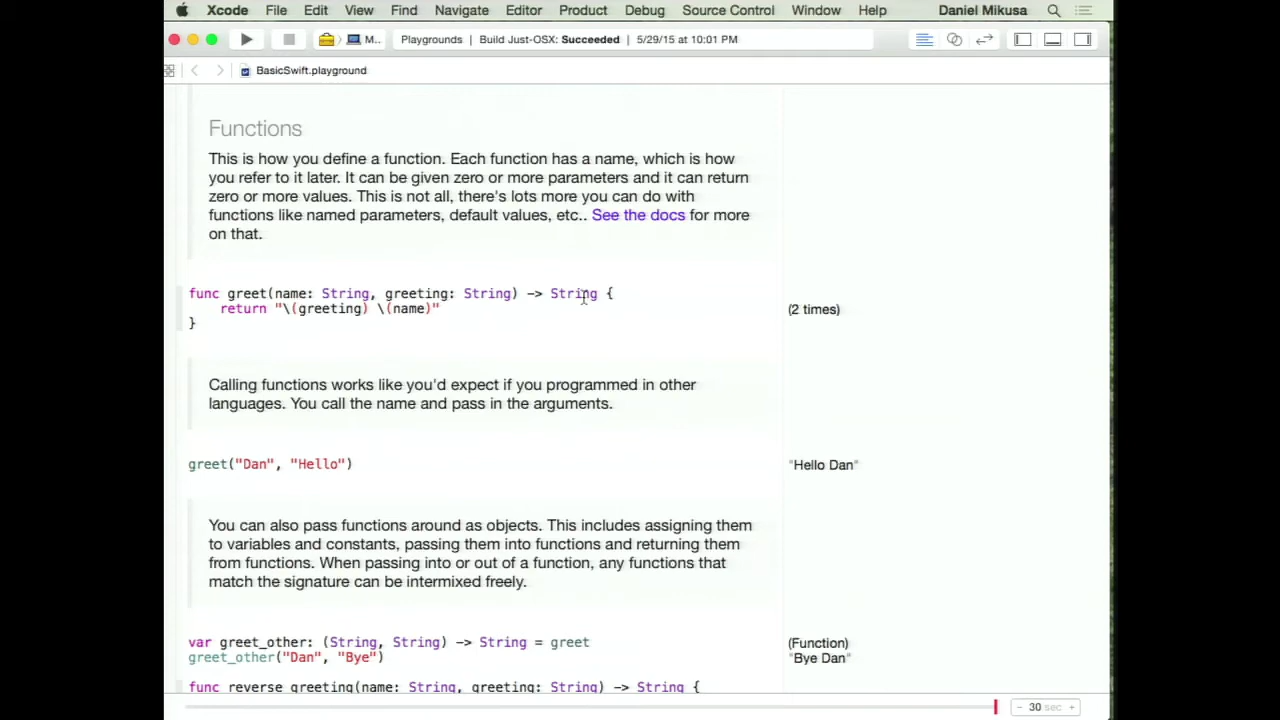 Xcode File Edit View Find Navigate Editor Product Debug Source Control Window Help Daniel Mikusa
M.. Playgrounds | Build Just-OSX: Succeeded | 5/29/15 at 10:01 PM
BasicSwift.playground
Functions
This is how you define a function. Each function has a name, which is how
you refer to it later. It can be given zero or more parameters and it can return
zero or more values. This is not all, there's lots more you can do with
functions like named parameters, default values, etc.. See the docs for more
on that.
func greet(name: String, greeting: String) -> String {
return "\(greeting) \(name)"
(2 times)
}
Calling functions works like you'd expect if you programmed in other
languages. You call the name and pass in the arguments.
greet("Dan", "Hello")
"Hello Dan"
You can also pass functions around as objects. This includes assigning them
to variables and constants, passing them into functions and returning them
from functions. When passing into or out of a function, any functions that
match the signature can be intermixed freely.
var greet_other: (String, String) -> String = greet
(Function)
greet_other("Dan", "Bye")
"Bye Dan"
func reverse_greeting(name: String, greeting: String) -> String {
- 30 sec +